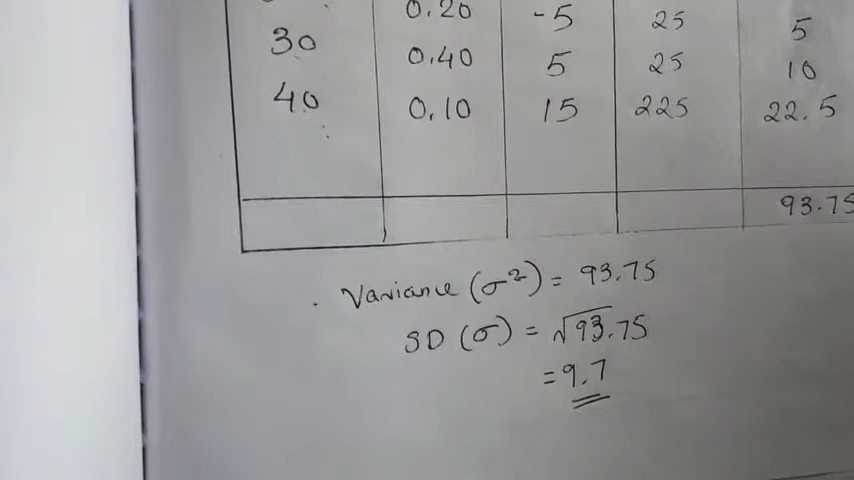 0.20 -5 25 5
30 0.40 5 25 10
40 0.10 15 225 22.5
93.75
Variance (σ²) = 93.75
SD (σ) = √93.75
= 9.7